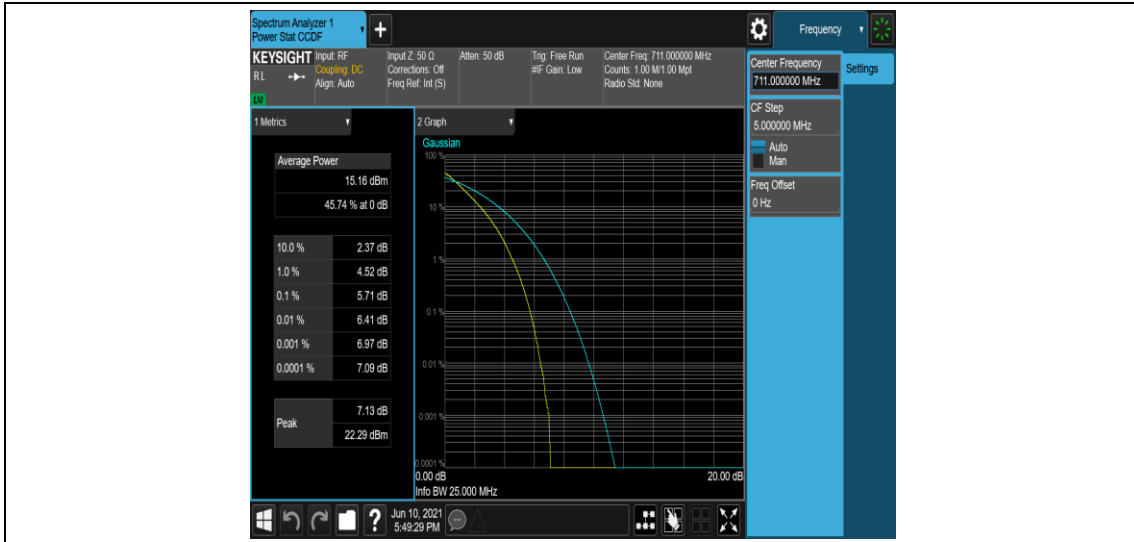 Spectrum Analyzer 1
Power Stat CCDF
+
Frequency
KEYSIGHT
RL
LXI
Input: RF
Coupling: DC
Align: Auto
Input Z: 50 Ω
Corrections: Off
Freq Ref: Int (S)
Atten: 50 dB
Trig: Free Run
#IF Gain: Low
Center Freq: 711.000000 MHz
Counts: 1.00 M/1.00 Mpt
Radio Std: None
Center Frequency
711.000000 MHz
Settings
CF Step
5.000000 MHz
Auto
Man
Freq Offset
0 Hz
1 Metrics
Average Power
15.16 dBm
45.74 % at 0 dB
10.0 % 2.37 dB
1.0 % 4.52 dB
0.1 % 5.71 dB
0.01 % 6.41 dB
0.001 % 6.97 dB
0.0001 % 7.09 dB
Peak
7.13 dB
22.29 dBm
2 Graph
Gaussian
100 %
10 %
1 %
0.1 %
0.01 %
0.001 %
0.0001 %
0.00 dB
20.00 dB
Info BW 25.000 MHz
?
Jun 10, 2021
5:49:29 PM